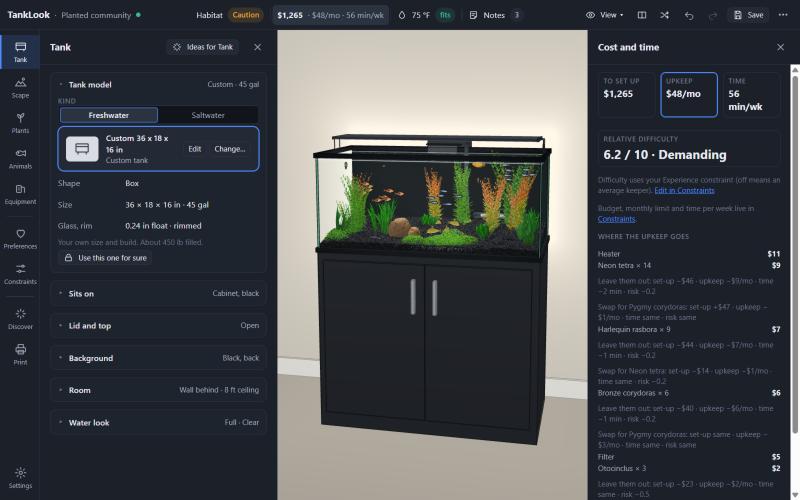 TankLook · Planted community
Habitat Caution
$1,265 · $48/mo · 56 min/wk
75 °F fits
Notes 3
View
Save
Tank
Scape
Plants
Animals
Equipment
Preferences
Constraints
Discover
Print
Settings
Tank
Ideas for Tank
Tank model Custom · 45 gal
KIND
Freshwater Saltwater
Custom 36 x 18 x
16 in
Custom tank
Edit Change...
Shape Box
Size 36 × 18 × 16 in · 45 gal
Glass, rim 0.24 in float · rimmed
Your own size and build. About 450 lb filled.
Use this one for sure
Sits on Cabinet, black
Lid and top Open
Background Black, back
Room Wall behind · 8 ft ceiling
Water look Full · Clear
Cost and time
TO SET UP
$1,265
UPKEEP
$48/mo
TIME
56
min/wk
RELATIVE DIFFICULTY
6.2 / 10 · Demanding
Difficulty uses your Experience constraint (off means an
average keeper). Edit in Constraints
Budget, monthly limit and time per week live in
Constraints.
WHERE THE UPKEEP GOES
Heater $11
Neon tetra × 14 $9
Leave them out: set-up −$46 · upkeep −$9/mo · time
−2 min · risk −0.2
Swap for Pygmy corydoras: set-up +$47 · upkeep −
$1/mo · time same · risk same
Harlequin rasbora × 9 $7
Leave them out: set-up −$44 · upkeep −$7/mo · time
−1 min · risk −0.2
Swap for Neon tetra: set-up −$14 · upkeep −$1/mo ·
time same · risk −0.2
Bronze corydoras × 6 $6
Leave them out: set-up −$40 · upkeep −$6/mo · time
−1 min · risk −0.2
Swap for Pygmy corydoras: set-up same · upkeep −
$3/mo · time same · risk same
Filter $5
Otocinclus × 3 $2
Leave them out: set-up −$23 · upkeep −$2/mo · time
same · risk −0.5